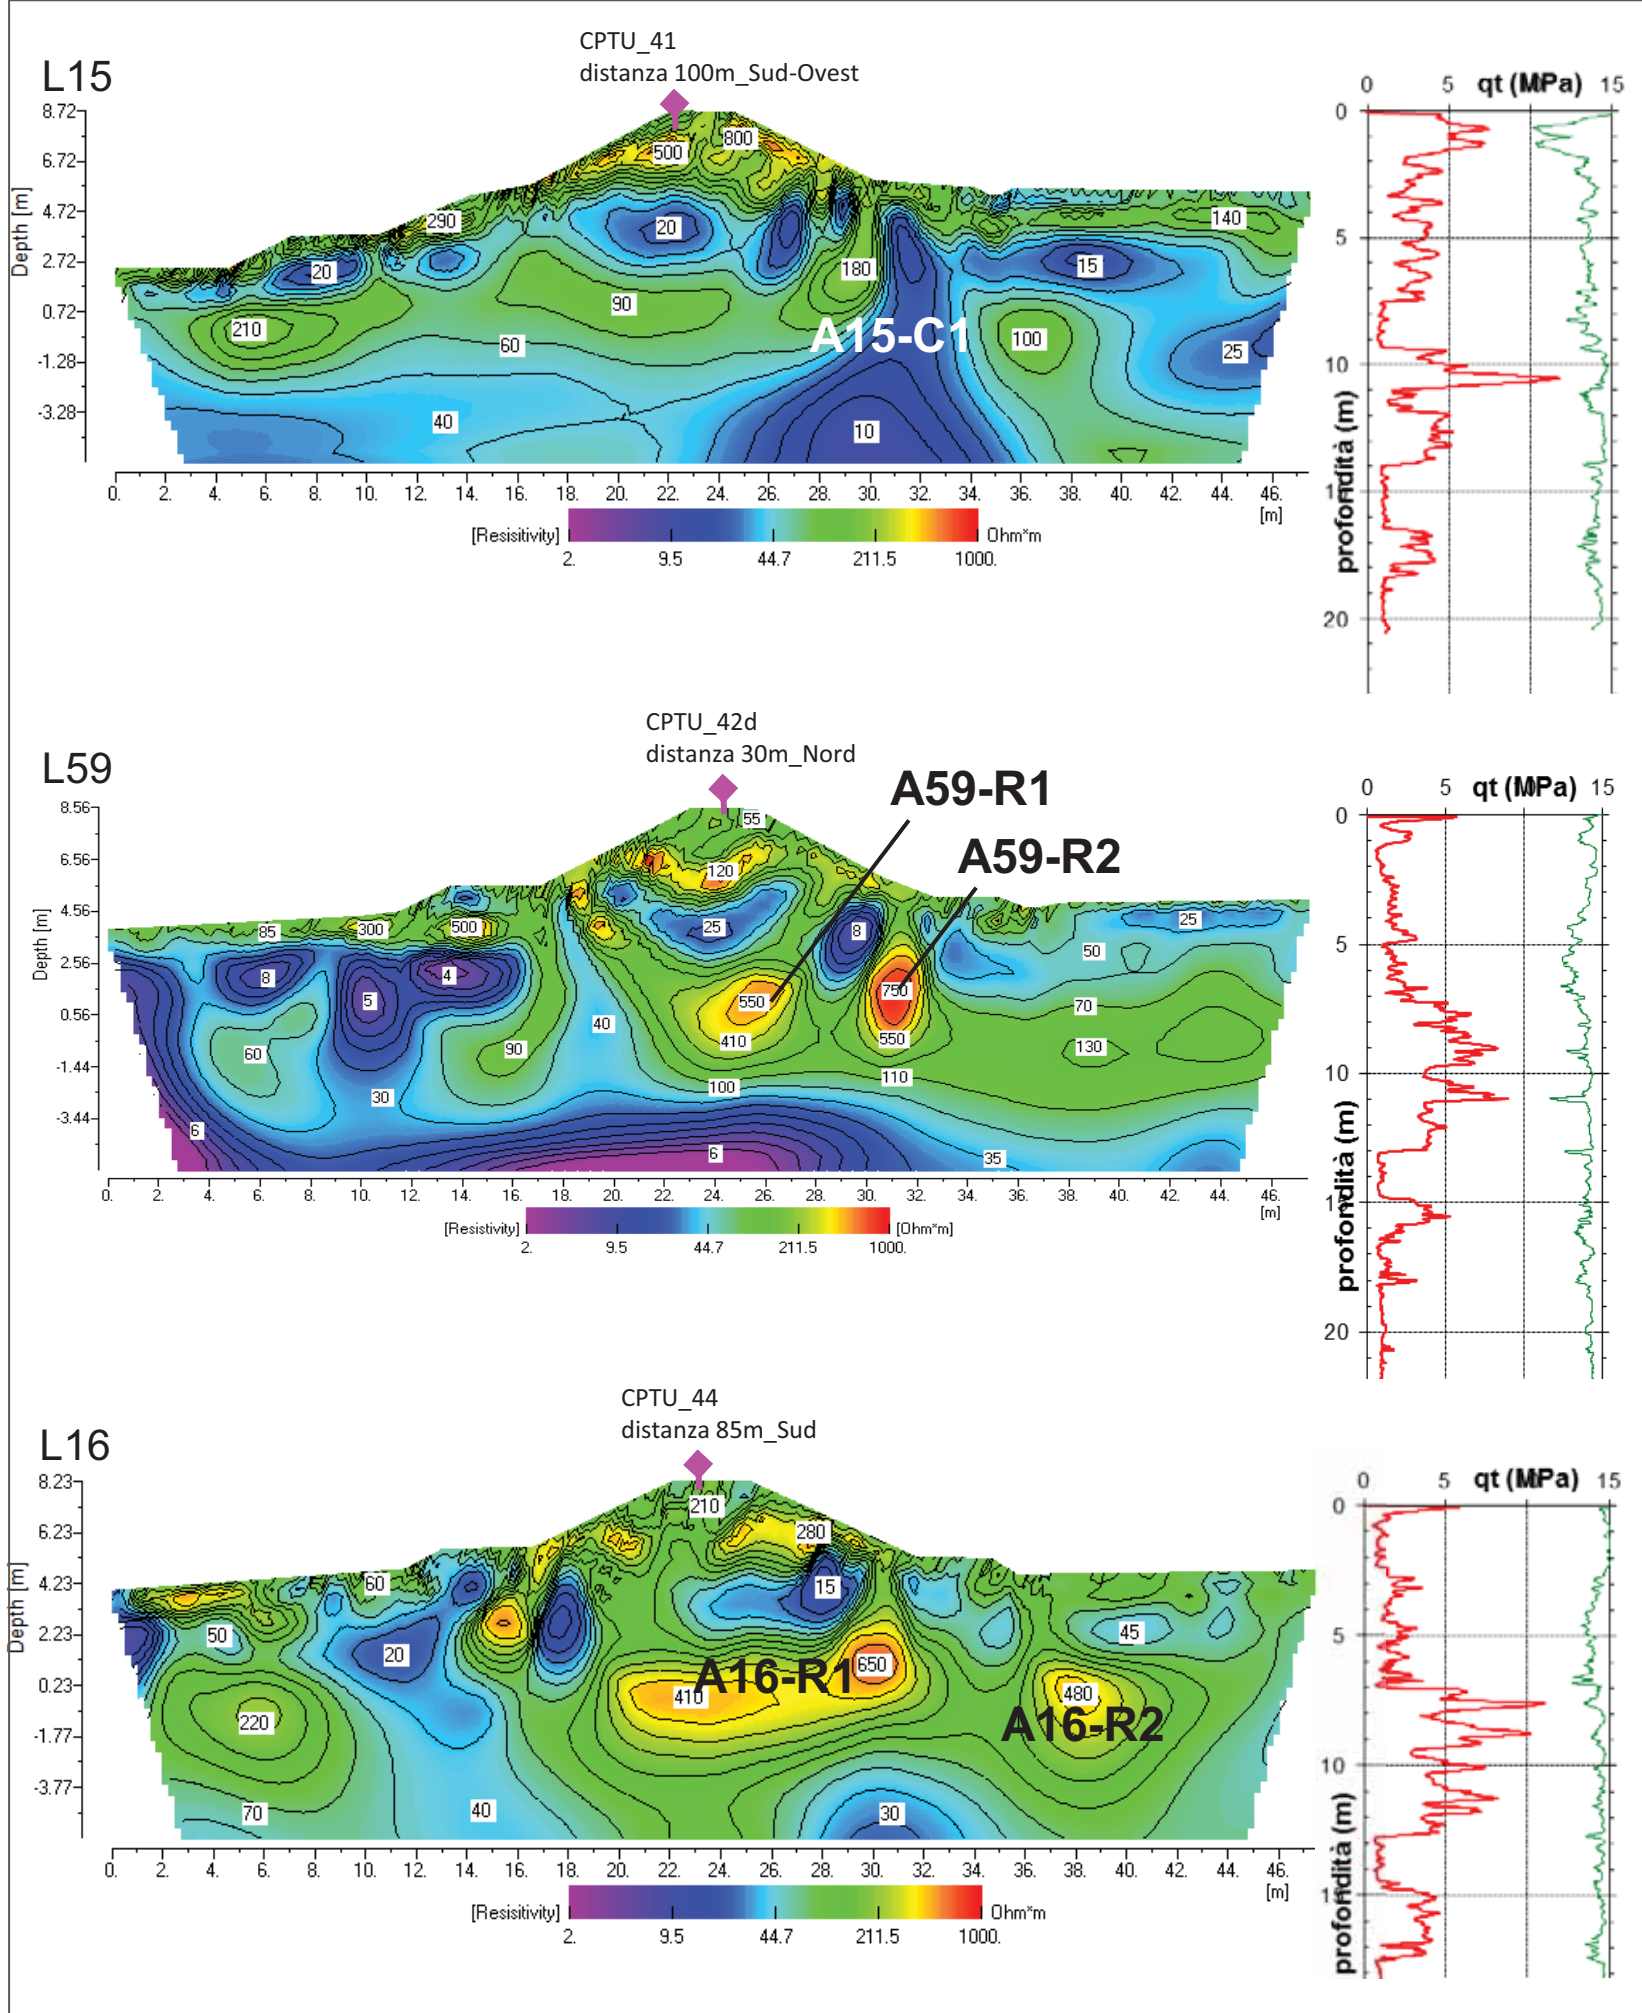 CPTU_41
distanza 100m_Sud-Ovest
L15
0 5 qt (MPa) 15
8.72
6.72
4.72
2.72
0.72
-1.28
-3.28
Depth [m]
500 800
290 20 140
20 180 15
90
210 A15-C1 100
60 25
40 10
0. 2. 4. 6. 8. 10. 12. 14. 16. 18. 20. 22. 24. 26. 28. 30. 32. 34. 36. 38. 40. 42. 44. 46.
[m]
[Resisitivity] Ohm*m
2. 9.5 44.7 211.5 1000.
0
5
10
15
20
profondità (m)
CPTU_42d
distanza 30m_Nord
L59
A59-R1
A59-R2
0 5 qt (MPa) 15
8.56
6.56
4.56
2.56
0.56
-1.44
-3.44
Depth [m]
55
120
85 300 500 25 8 25
50
8 4
5 550 750 70
40
60 90 410 550 130
100 110
30
6 6 35
0. 2. 4. 6. 8. 10. 12. 14. 16. 18. 20. 22. 24. 26. 28. 30. 32. 34. 36. 38. 40. 42. 44. 46.
[m]
[Resistivity] [Ohm*m]
2. 9.5 44.7 211.5 1000.
0
5
10
15
20
profondità (m)
CPTU_44
distanza 85m_Sud
L16
0 5 qt (MPa) 15
8.23
6.23
4.23
2.23
0.23
-1.77
-3.77
Depth [m]
210
280
60 15
50 45
20
A16-R1 650
410 480
220 A16-R2
70 40 30
0. 2. 4. 6. 8. 10. 12. 14. 16. 18. 20. 22. 24. 26. 28. 30. 32. 34. 36. 38. 40. 42. 44. 46.
[m]
[Resisitivity] Ohm*m
2. 9.5 44.7 211.5 1000.
0
5
10
15
profondità (m)